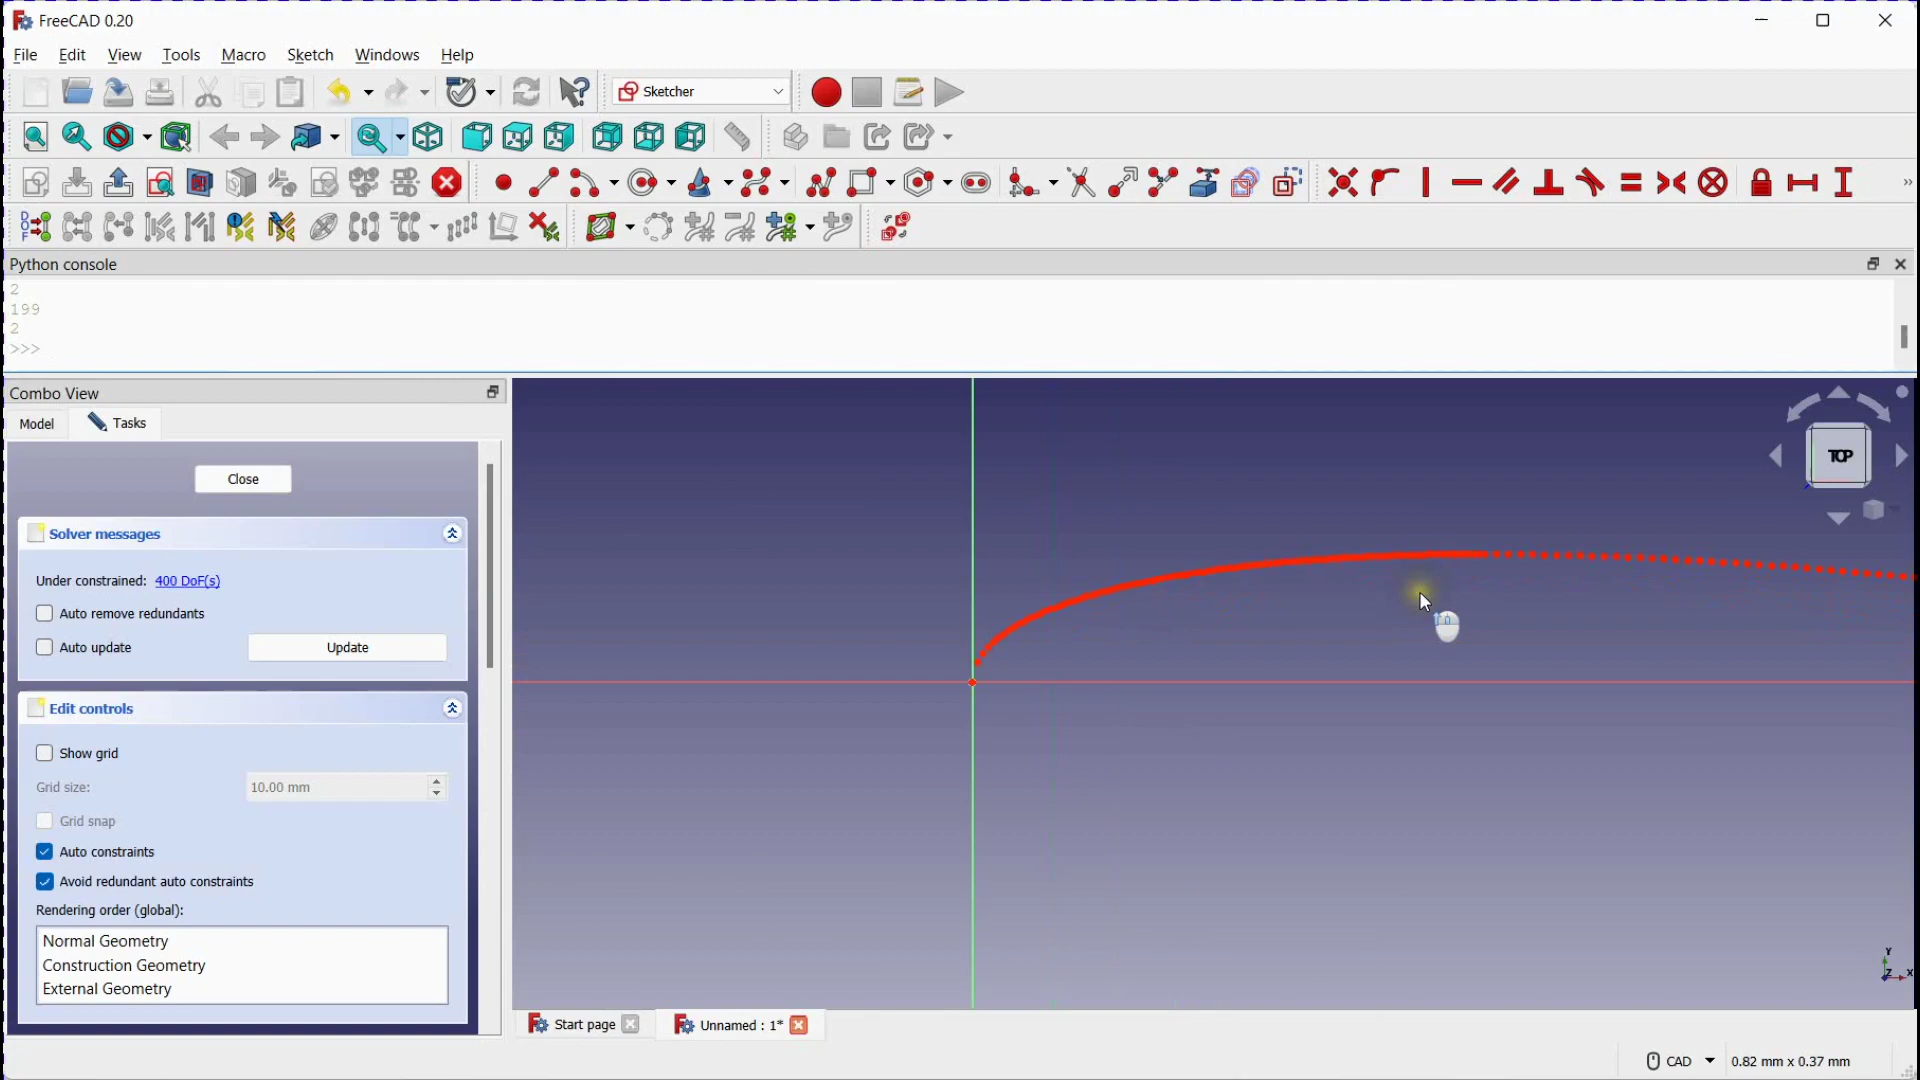 FreeCAD 0.20
File Edit View Tools Macro Sketch Windows Help
Sketcher
Python console
2
199
2
>>>
Combo View
Model Tasks
Close
Solver messages
Under constrained: 400 DoF(s)
Auto remove redundants
Auto update Update
Edit controls
Show grid
Grid size: 10.00 mm
Grid snap
Auto constraints
Avoid redundant auto constraints
Rendering order (global):
Normal Geometry
Construction Geometry
External Geometry
TOP
Y
Z X
Start page Unnamed : 1*
CAD 0.82 mm x 0.37 mm